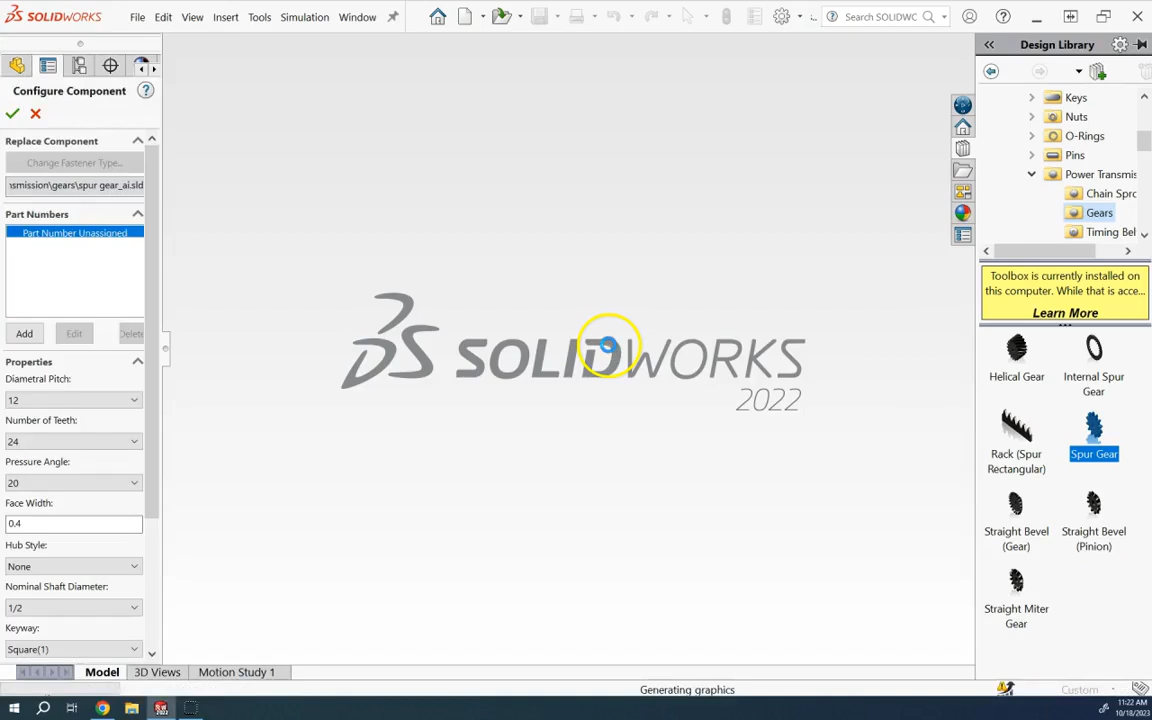 File Edit View Insert Tools Simulation Window
Search SOLIDWC
Configure Component
Replace Component
Change Fastener Type...
ısmission\gears\spur gear_ai.sld
Part Numbers
Part Number Unassigned
Add Edit Delete
Properties
Diametral Pitch:
12
Number of Teeth:
24
Pressure Angle:
20
Face Width:
0.4
Hub Style:
None
Nominal Shaft Diameter:
1/2
Keyway:
Square(1)
SOLIDWORKS
2022
Design Library
Keys
Nuts
O-Rings
Pins
Power Transmis
Chain Spro
Gears
Timing Bel
Toolbox is currently installed on
this computer. While that is acce...
Learn More
Helical Gear
Internal Spur
Gear
Rack (Spur
Rectangular)
Spur Gear
Straight Bevel
(Gear)
Straight Bevel
(Pinion)
Straight Miter
Gear
Model 3D Views Motion Study 1
Generating graphics
Custom
11:22 AM
10/18/2023